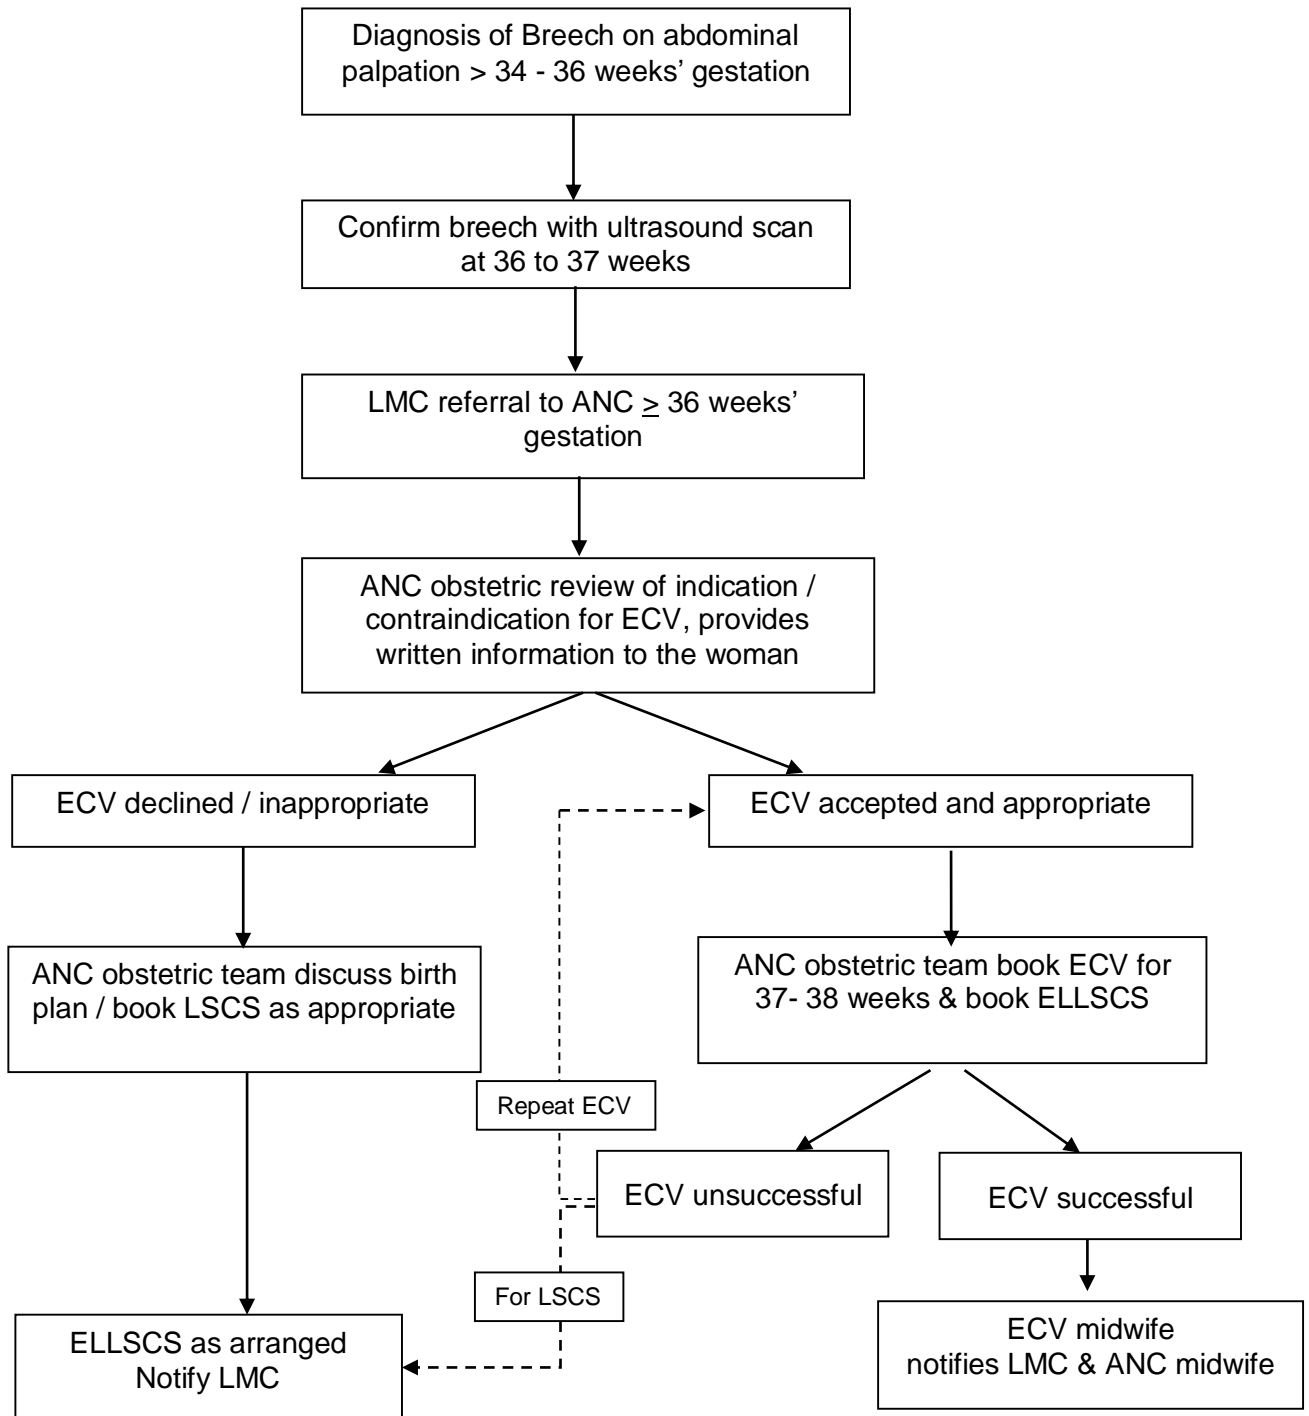 Diagnosis of Breech on abdominal
palpation > 34 - 36 weeks’ gestation
Confirm breech with ultrasound scan
at 36 to 37 weeks
LMC referral to ANC ≥ 36 weeks’
gestation
ANC obstetric review of indication /
contraindication for ECV, provides
written information to the woman
ECV declined / inappropriate
ECV accepted and appropriate
ANC obstetric team discuss birth
plan / book LSCS as appropriate
ANC obstetric team book ECV for
37- 38 weeks & book ELLSCS
Repeat ECV
ECV unsuccessful
ECV successful
For LSCS
ELLSCS as arranged
Notify LMC
ECV midwife
notifies LMC & ANC midwife